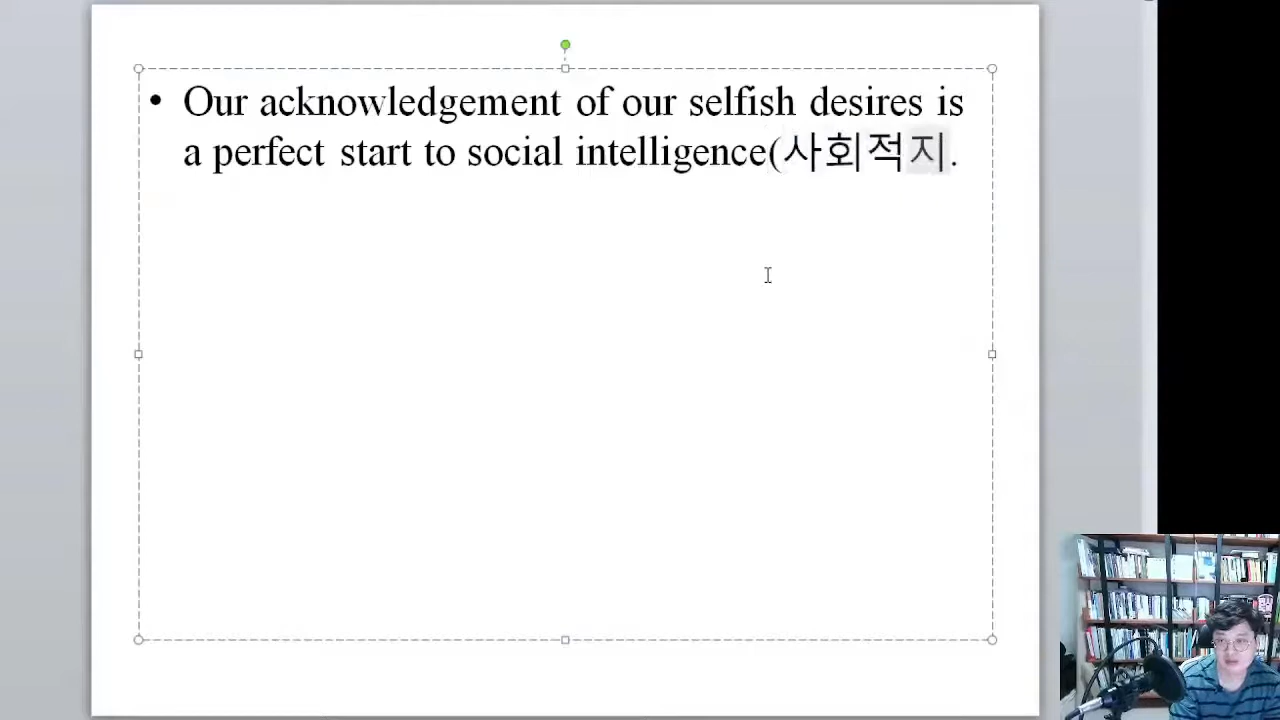 • Our acknowledgement of our selfish desires is
a perfect start to social intelligence(사회적지.